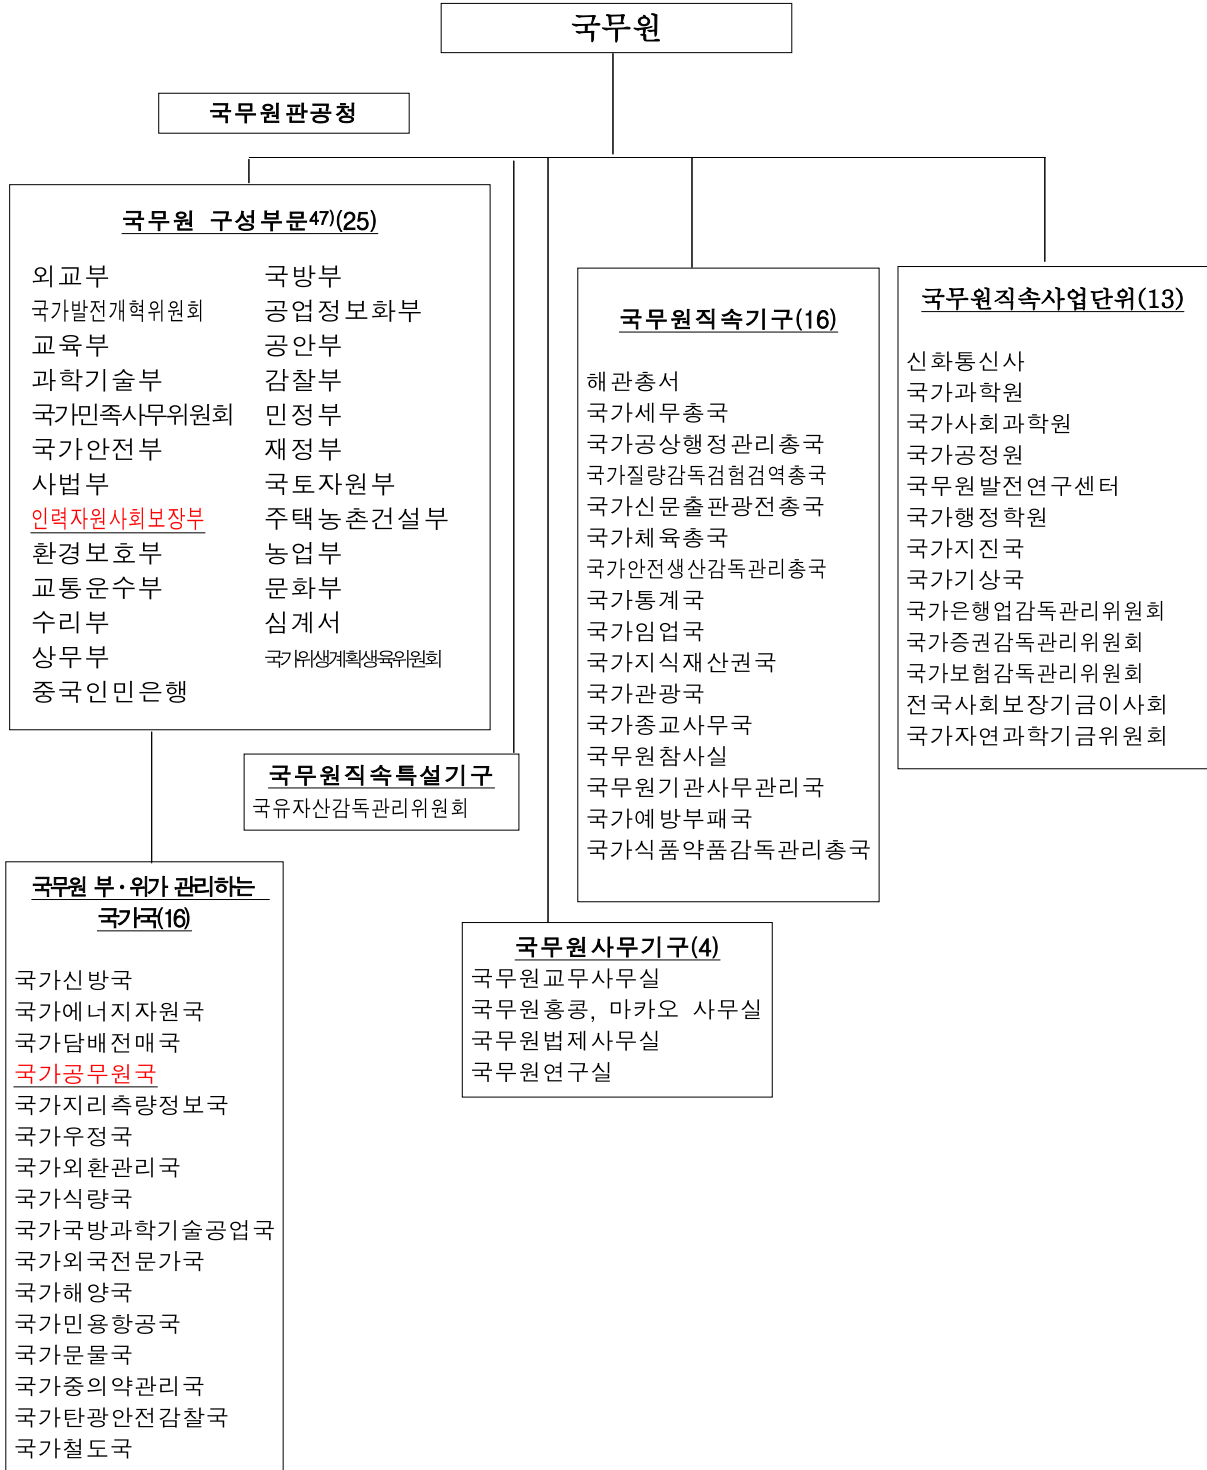 국무원
국무원판공청
국무원 구성부문47)(25)
외교부
국가발전개혁위원회
교육부
과학기술부
국가민족사무위원회
국가안전부
사법부
인력자원사회보장부
환경보호부
교통운수부
수리부
상무부
중국인민은행
국방부
공업정보화부
공안부
감찰부
민정부
재정부
국토자원부
주택농촌건설부
농업부
문화부
심계서
국가위생계획생육위원회
국무원직속특설기구
국유자산감독관리위원회
국무원직속기구(16)
해관총서
국가세무총국
국가공상행정관리총국
국가질량감독검험검역총국
국가신문출판광전총국
국가체육총국
국가안전생산감독관리총국
국가통계국
국가임업국
국가지식재산권국
국가관광국
국가종교사무국
국무원참사실
국무원기관사무관리국
국가예방부패국
국가식품약품감독관리총국
국무원직속사업단위(13)
신화통신사
국가과학원
국가사회과학원
국가공정원
국무원발전연구센터
국가행정학원
국가지진국
국가기상국
국가은행업감독관리위원회
국가증권감독관리위원회
국가보험감독관리위원회
전국사회보장기금이사회
국가자연과학기금위원회
국무원 부·위가 관리하는
국가국(16)
국가신방국
국가에너지자원국
국가담배전매국
국가공무원국
국가지리측량정보국
국가우정국
국가외환관리국
국가식량국
국가국방과학기술공업국
국가외국전문가국
국가해양국
국가민용항공국
국가문물국
국가중의약관리국
국가탄광안전감찰국
국가철도국
국무원사무기구(4)
국무원교무사무실
국무원홍콩, 마카오 사무실
국무원법제사무실
국무원연구실